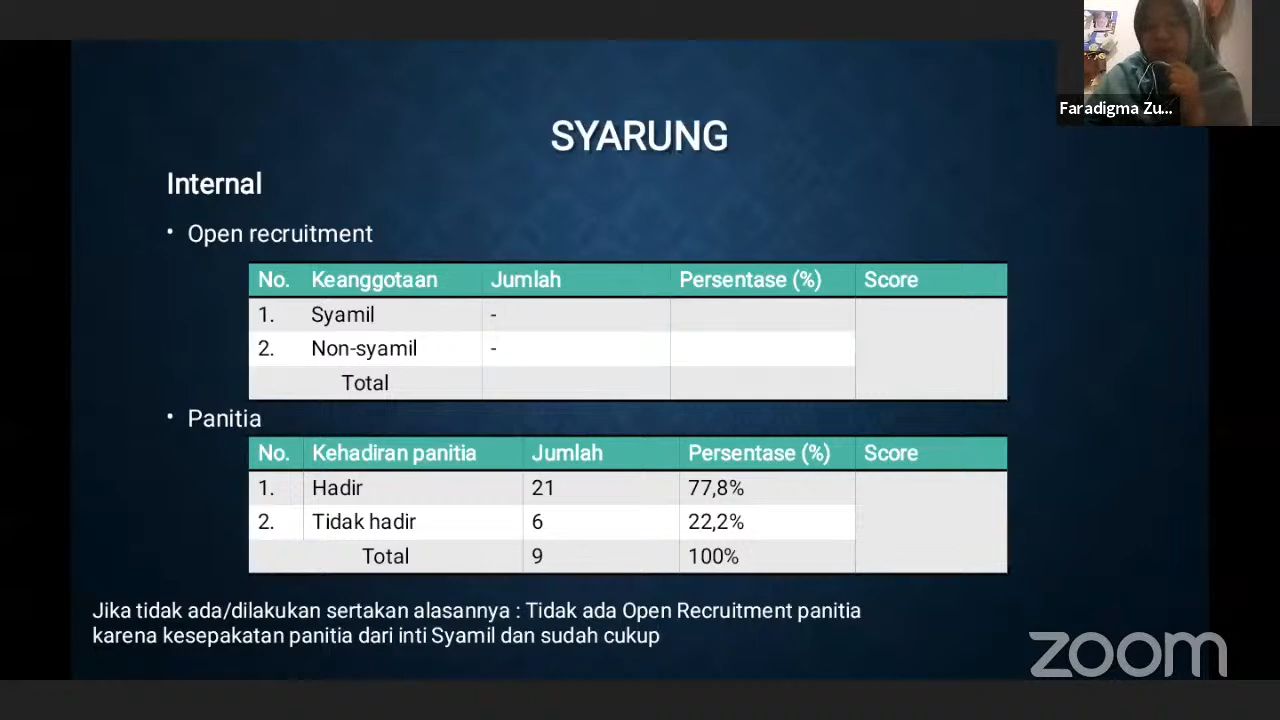 Faradigma Zu...
SYARUNG
Internal
• Open recruitment
No. Keanggotaan Jumlah Persentase (%) Score
1. Syamil -
2. Non-syamil -
Total
• Panitia
No. Kehadiran panitia Jumlah Persentase (%) Score
1. Hadir 21 77,8%
2. Tidak hadir 6 22,2%
Total 9 100%
Jika tidak ada/dilakukan sertakan alasannya : Tidak ada Open Recruitment panitia
karena kesepakatan panitia dari inti Syamil dan sudah cukup
zoom